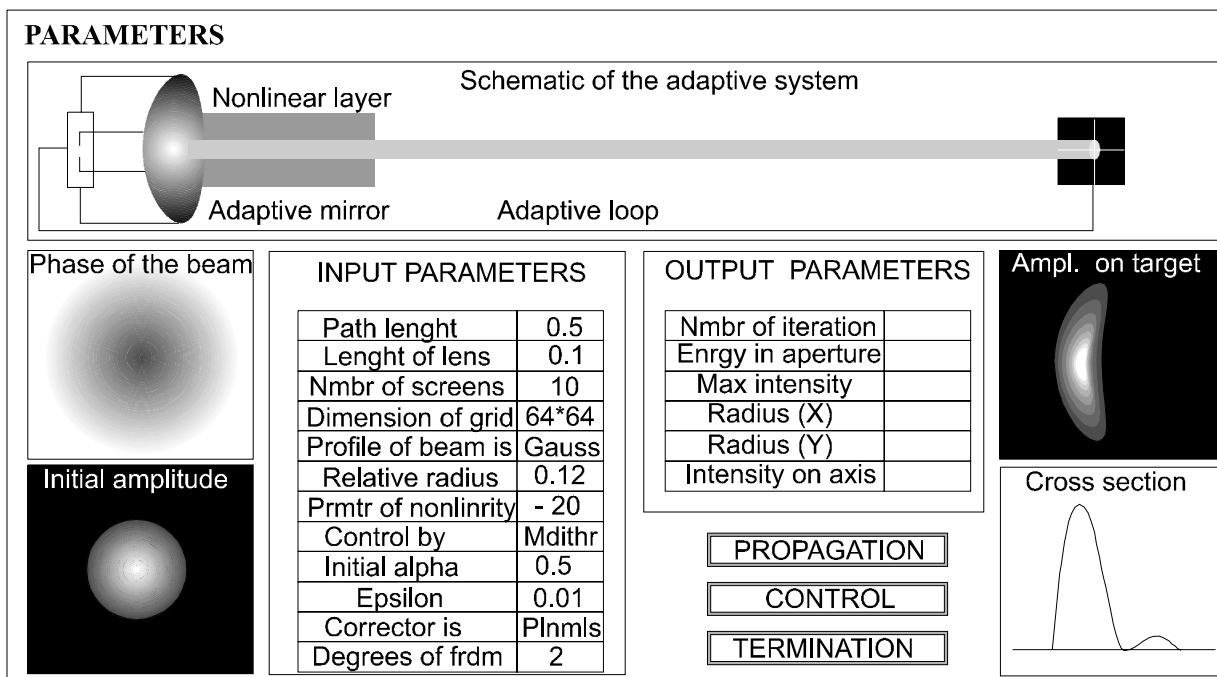 PARAMETERS
Schematic of the adaptive system
Nonlinear layer
Adaptive mirror
Adaptive loop
Phase of the beam
Initial amplitude
INPUT PARAMETERS
Path lenght 0.5
Lenght of lens 0.1
Nmbr of screens 10
Dimension of grid 64*64
Profile of beam is Gauss
Relative radius 0.12
Prmtr of nonlinrity - 20
Control by Mdithr
Initial alpha 0.5
Epsilon 0.01
Corrector is Plnmls
Degrees of frdm 2
OUTPUT PARAMETERS
Nmbr of iteration
Enrgy in aperture
Max intensity
Radius (X)
Radius (Y)
Intensity on axis
PROPAGATION
CONTROL
TERMINATION
Ampl. on target
Cross section